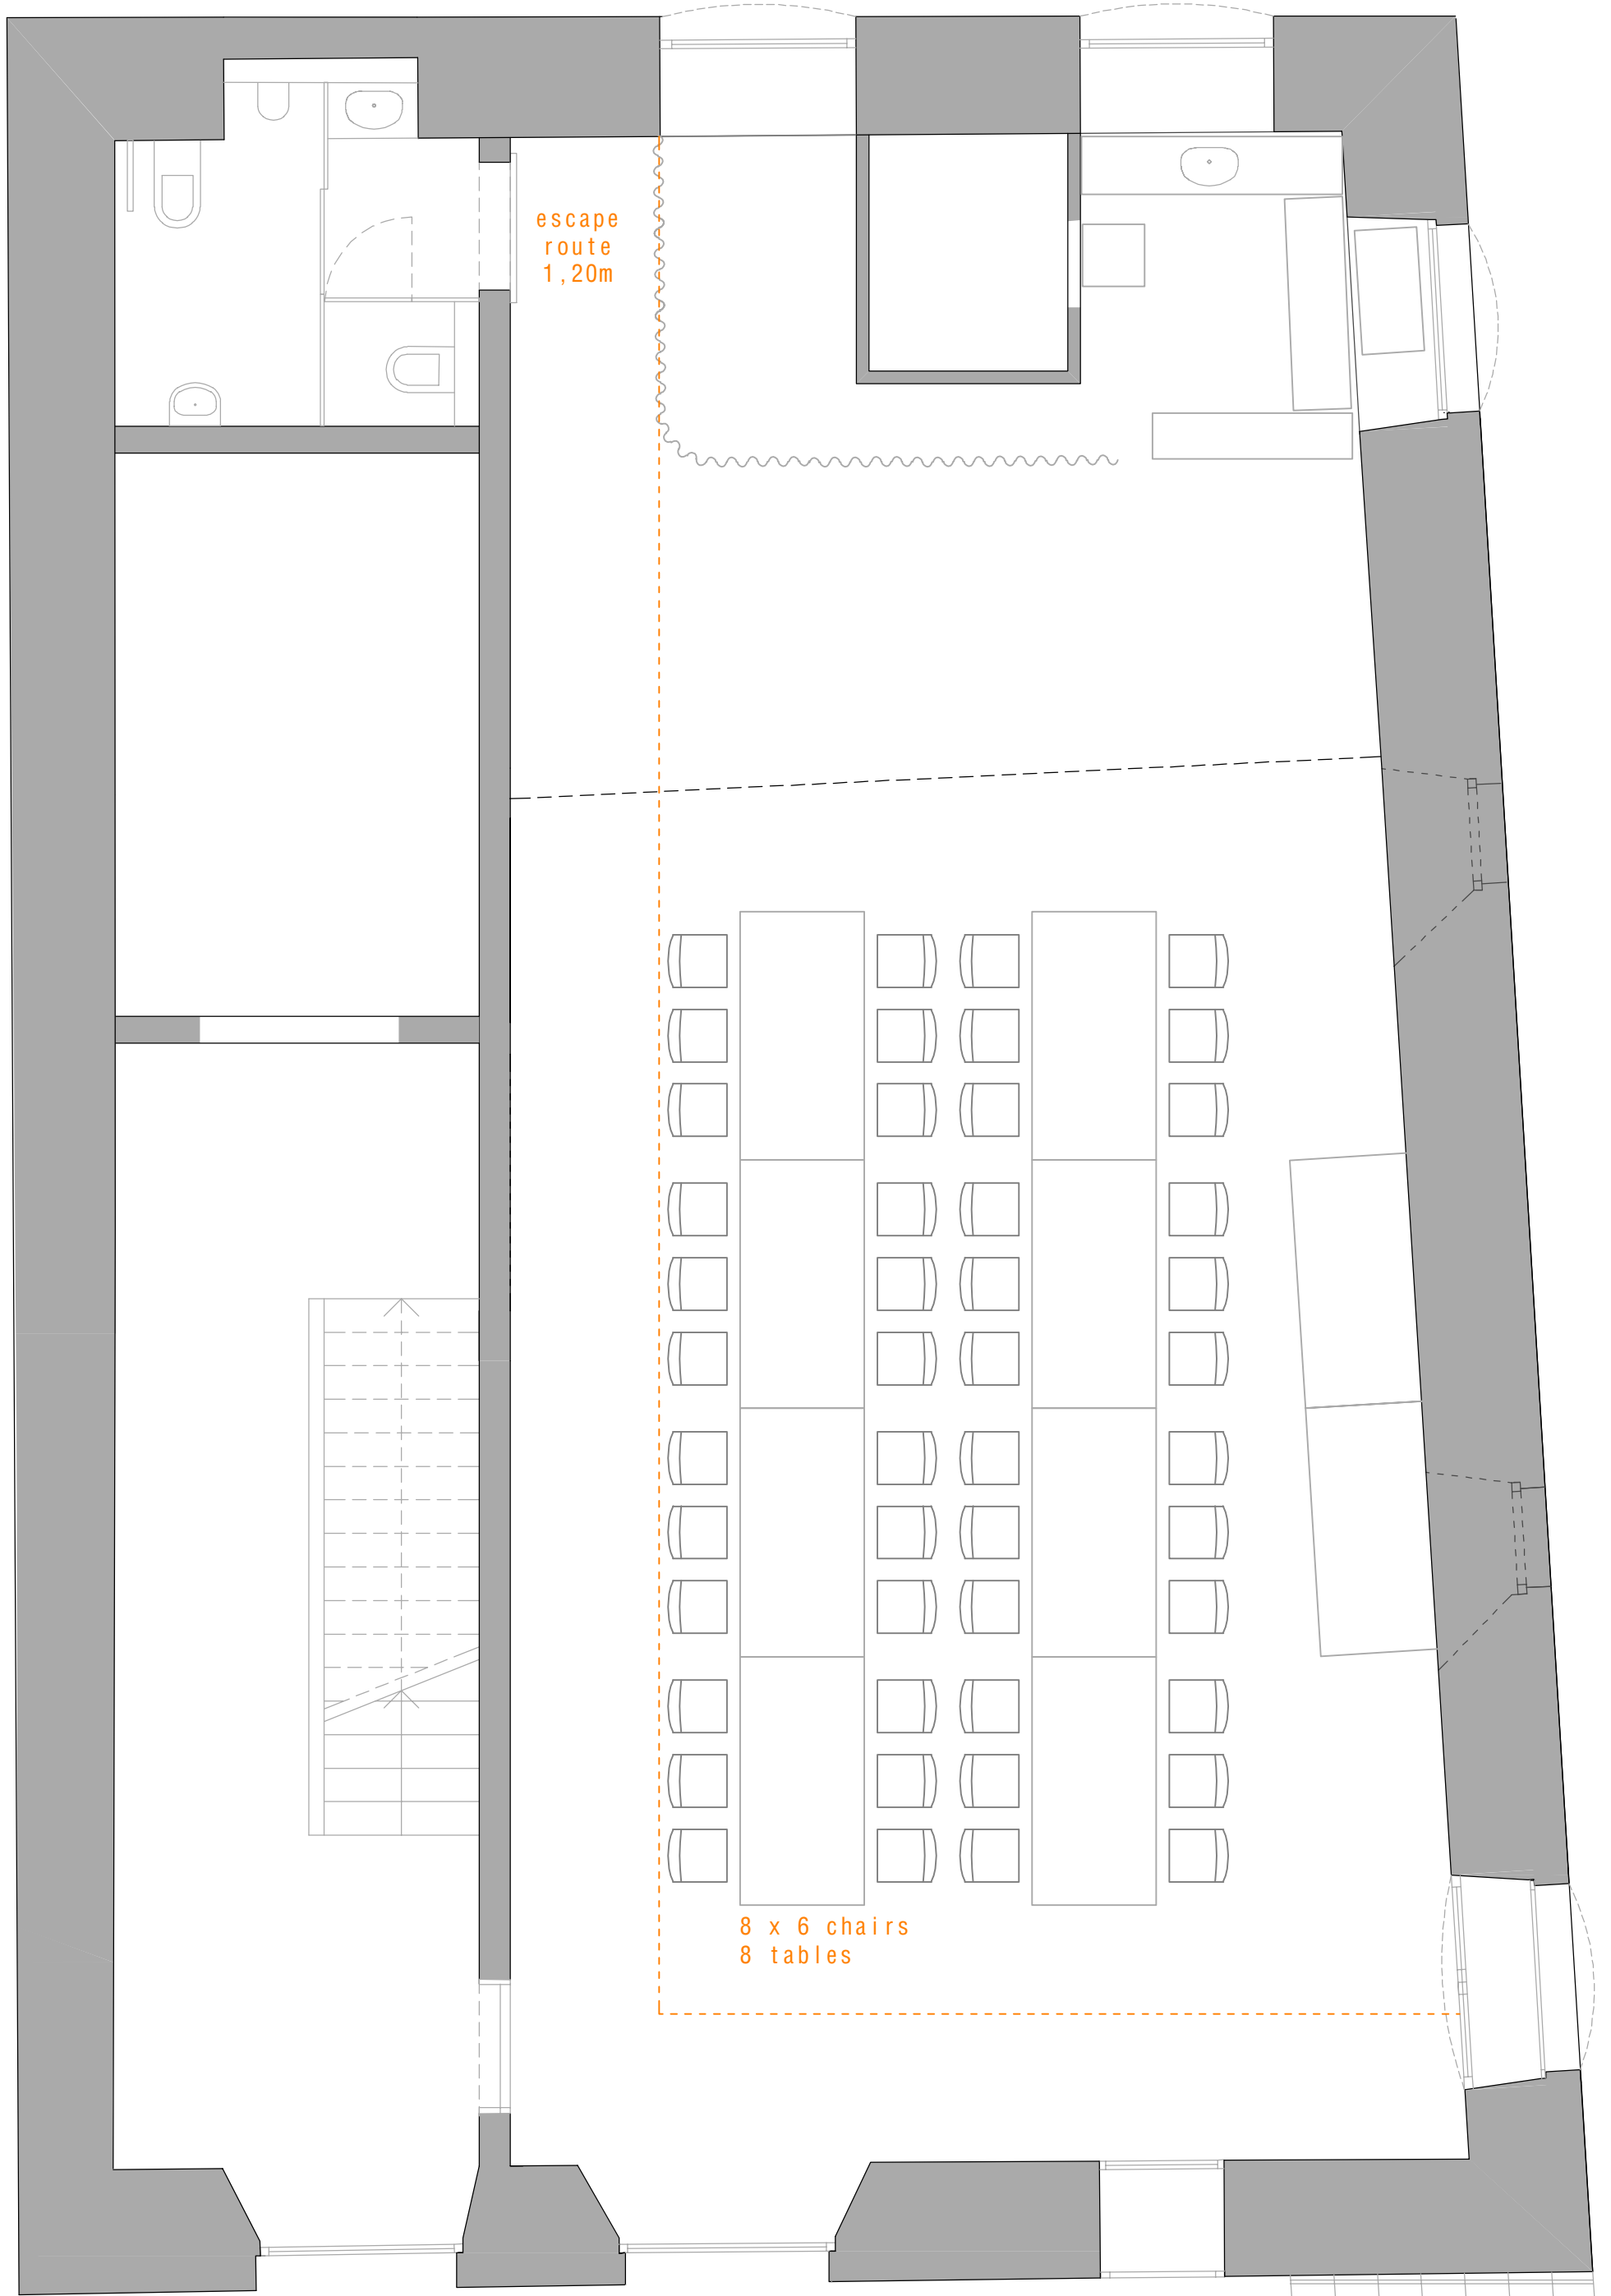 escape
route
1,20m
8 x 6 chairs
8 tables